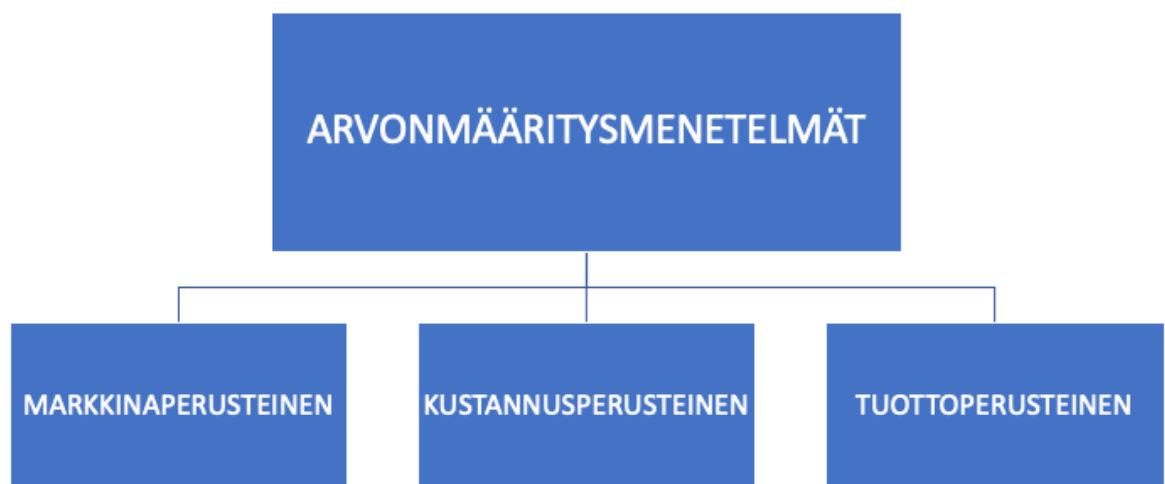 ARVONMÄÄRITYSMENETELMÄT
MARKKINAPERUSTEINEN
KUSTANNUSPERUSTEINEN
TUOTTOPERUSTEINEN